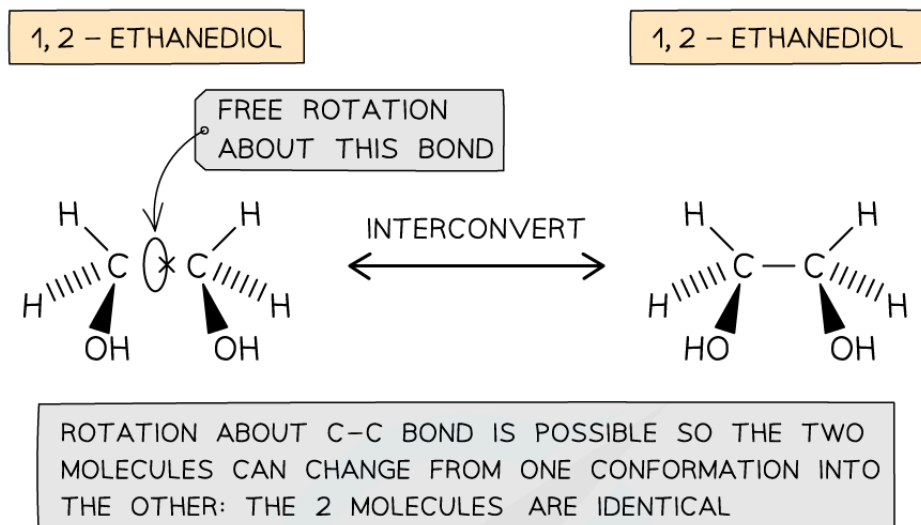 1, 2 – ETHANEDIOL
1, 2 – ETHANEDIOL
FREE ROTATION
ABOUT THIS BOND
INTERCONVERT
H H
C C
H H
OH OH
H H
C – C
H H
HO OH
ROTATION ABOUT C–C BOND IS POSSIBLE SO THE TWO
MOLECULES CAN CHANGE FROM ONE CONFORMATION INTO
THE OTHER: THE 2 MOLECULES ARE IDENTICAL